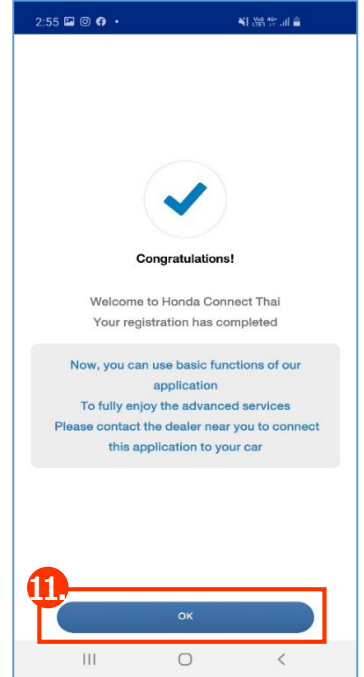 2:55
Congratulations!
Welcome to Honda Connect Thai
Your registration has completed
Now, you can use basic functions of our
application
To fully enjoy the advanced services
Please contact the dealer near you to connect
this application to your car
11.
OK